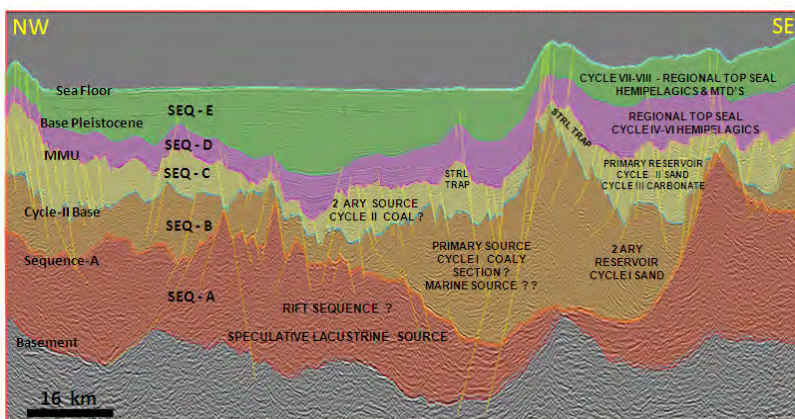 NW
SE
Sea Floor
SEQ - E
CYCLE VII-VIII - REGIONAL TOP SEAL
HEMIPELAGICS & MTD'S
Base Pleistocene
SEQ - D
REGIONAL TOP SEAL
CYCLE IV-VI HEMIPELAGICS
MMU
SEQ - C
STRL TRAP
STRL
TRAP
PRIMARY RESERVOIR
CYCLE II SAND
CYCLE III CARBONATE
2 ARY SOURCE
CYCLE II COAL ?
Cycle-II Base
SEQ - B
PRIMARY SOURCE
CYCLE I COALY
SECTION ?
MARINE SOURCE ? ?
2 ARY
RESERVOIR
CYCLE I SAND
Sequence-A
SEQ - A
RIFT SEQUENCE ?
SPECULATIVE LACUSTRINE SOURCE
Basement
16 km